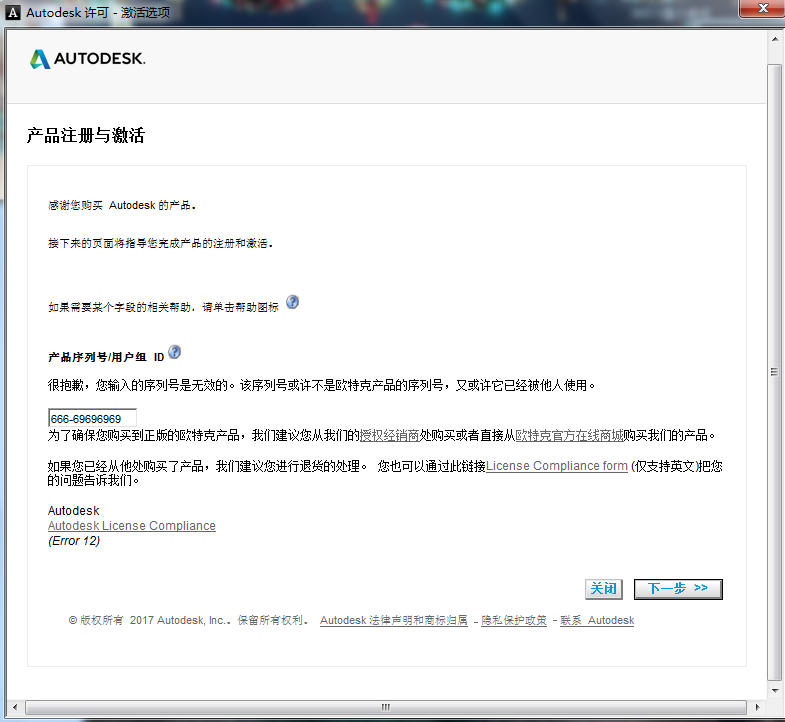 Autodesk 许可 - 激活选项
AUTODESK.
产品注册与激活
感谢您购买 Autodesk 的产品。
接下来的页面将指导您完成产品的注册和激活。
如果需要某个字段的相关帮助，请单击帮助图标
产品序列号/用户组 ID
很抱歉，您输入的序列号是无效的。该序列号或许不是欧特克产品的序列号，又或许它已经被他人使用。
666-69696969
为了确保您购买到正版的欧特克产品，我们建议您从我们的授权经销商处购买或者直接从欧特克官方在线商城购买我们的产品。
如果您已经从他处购买了产品，我们建议您进行退货的处理。 您也可以通过此链接License Compliance form (仅支持英文)把您
的问题告诉我们。
Autodesk
Autodesk License Compliance
(Error 12)
关闭 下一步 >>
© 版权所有 2017 Autodesk, Inc.。保留所有权利。 Autodesk 法律声明和商标归属 - 隐私保护政策 - 联系 Autodesk